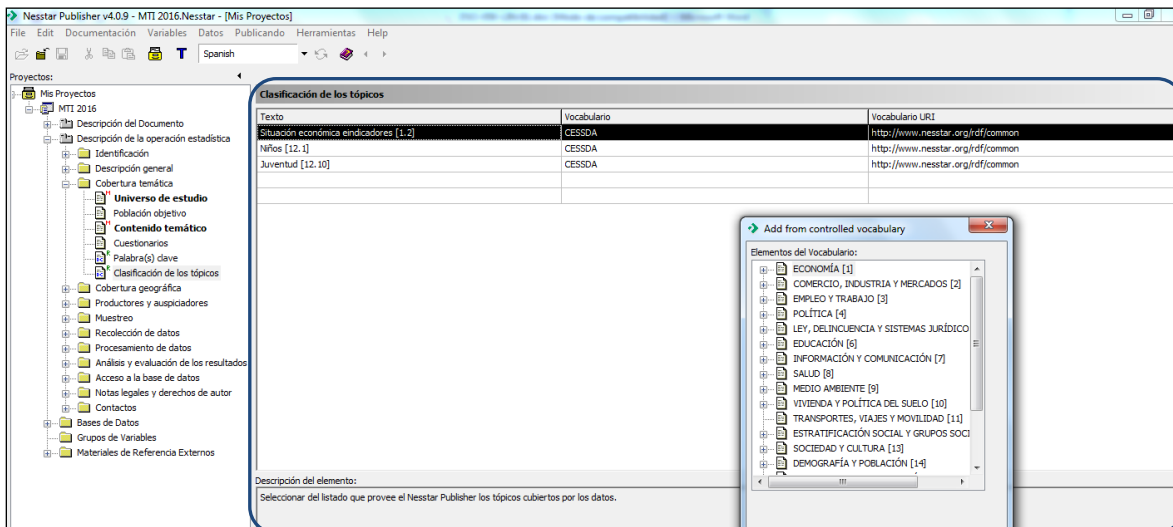 Nesstar Publisher v4.0.9 - MTI 2016.Nesstar - [Mis Proyectos]
File Edit Documentación Variables Datos Publicando Herramientas Help
T Spanish
Proyectos:
Mis Proyectos
MTI 2016
Descripción del Documento
Descripción de la operación estadística
Identificación
Descripción general
Cobertura temática
Universo de estudio
Población objetivo
Contenido temático
Cuestionarios
Palabra(s) clave
Clasificación de los tópicos
Cobertura geográfica
Productores y auspiciadores
Muestreo
Recolección de datos
Procesamiento de datos
Análisis y evaluación de los resultados
Acceso a la base de datos
Notas legales y derechos de autor
Contactos
Bases de Datos
Grupos de Variables
Materiales de Referencia Externos
Clasificación de los tópicos
Texto Vocabulario Vocabulario URI
Situación económica eindicadores [1.2] CESSDA http://www.nesstar.org/rdf/common
Niños [12.1] CESSDA http://www.nesstar.org/rdf/common
Juventud [12.10] CESSDA http://www.nesstar.org/rdf/common
Add from controlled vocabulary
Elementos del Vocabulario:
ECONOMÍA [1]
COMERCIO, INDUSTRIA Y MERCADOS [2]
EMPLEO Y TRABAJO [3]
POLÍTICA [4]
LEY, DELINCUENCIA Y SISTEMAS JURÍDICO
EDUCACIÓN [6]
INFORMACIÓN Y COMUNICACIÓN [7]
SALUD [8]
MEDIO AMBIENTE [9]
VIVIENDA Y POLÍTICA DEL SUELO [10]
TRANSPORTES, VIAJES Y MOVILIDAD [11]
ESTRATIFICACIÓN SOCIAL Y GRUPOS SOCI
SOCIEDAD Y CULTURA [13]
DEMOGRAFÍA Y POBLACIÓN [14]
Descripción del elemento:
Seleccionar del listado que provee el Nesstar Publisher los tópicos cubiertos por los datos.